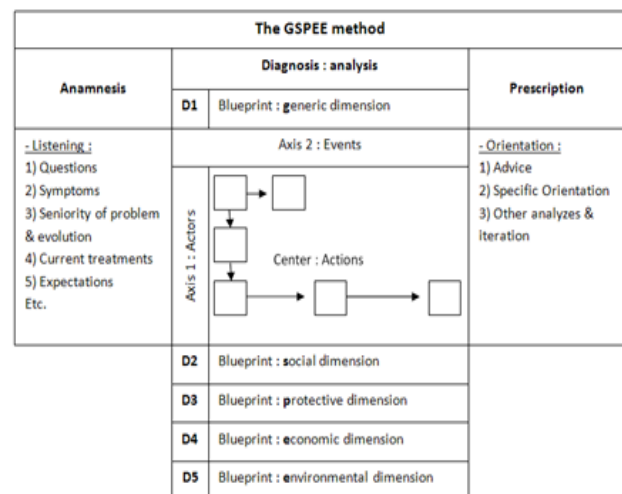 The GSPEE method
Anamnesis
Diagnosis : analysis
Prescription
D1 Blueprint : generic dimension
- Listening :
1) Questions
2) Symptoms
3) Seniority of problem
& evolution
4) Current treatments
5) Expectations
Etc.
Axis 2 : Events
Axis 1 : Actors
Center : Actions
- Orientation :
1) Advice
2) Specific Orientation
3) Other analyzes &
iteration
D2 Blueprint : social dimension
D3 Blueprint : protective dimension
D4 Blueprint : economic dimension
D5 Blueprint : environmental dimension